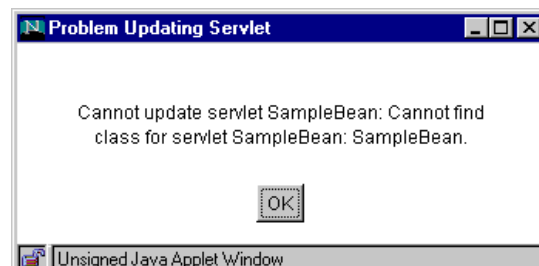 Problem Updating Servlet
Cannot update servlet SampleBean: Cannot find
class for servlet SampleBean: SampleBean.
OK
Unsigned Java Applet Window